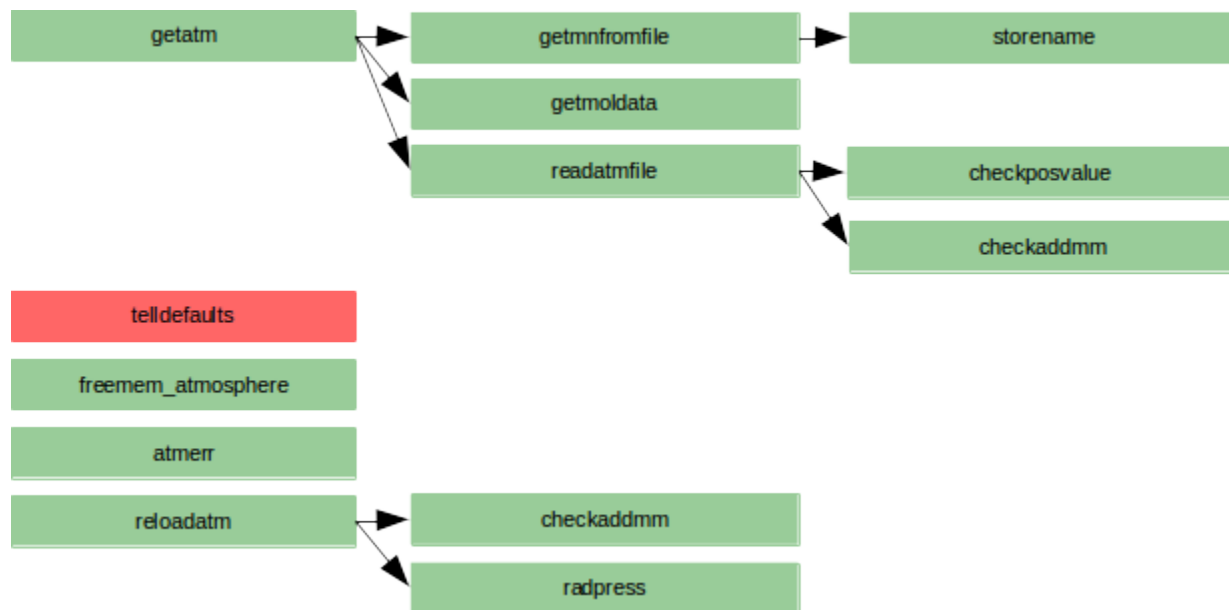 getatm
getmnfromfile
storename
getmoldata
readatmfile
checkposvalue
checkaddmm
telldefaults
freemem_atmosphere
atmerr
reloadatm
checkaddmm
radpress